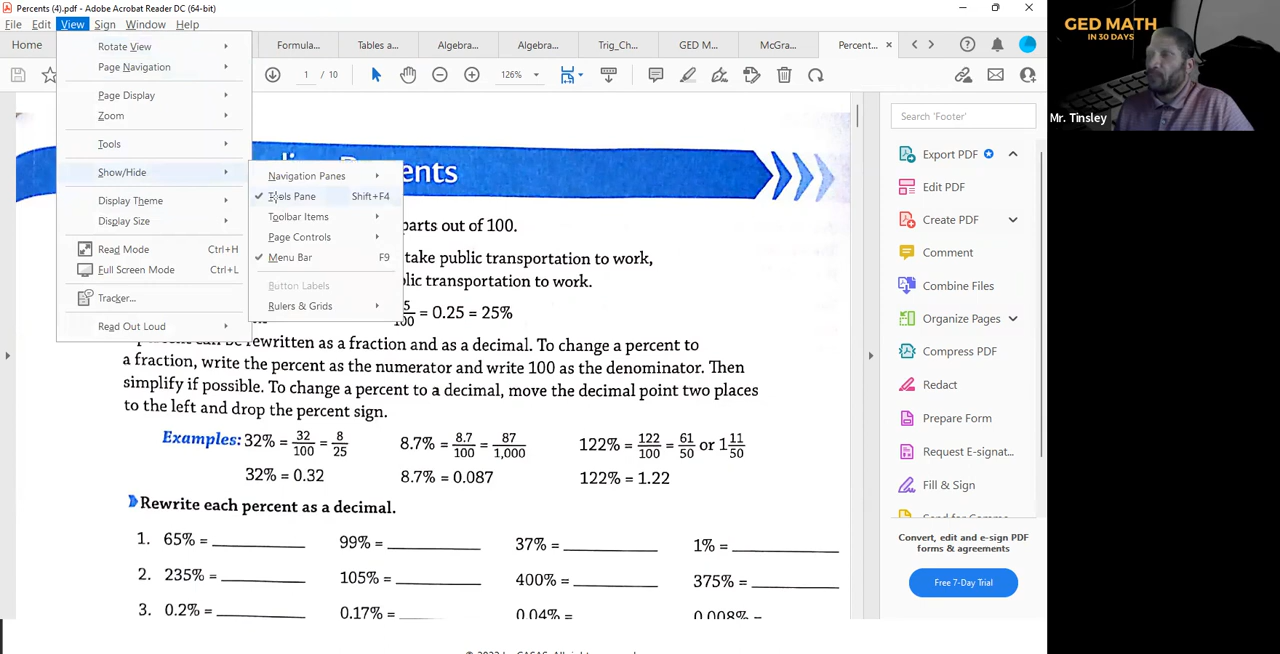 Percents (4).pdf - Adobe Acrobat Reader DC (64-bit)
File Edit View Sign Window Help
Home Formula... Tables a... Algebra... Algebra... Trig_Ch... GED M... McGra... Percent... ×
1 / 10 126%
Rotate View
Page Navigation
Page Display
Zoom
Tools
Show/Hide
Display Theme
Display Size
Read Mode Ctrl+H
Full Screen Mode Ctrl+L
Tracker...
Read Out Loud
Navigation Panes
Tools Pane Shift+F4
Toolbar Items
Page Controls
Menu Bar F9
Button Labels
Rulers & Grids
Percents
parts out of 100.
take public transportation to work,
blic transportation to work.
= 0.25 = 25%
can be rewritten as a fraction and as a decimal. To change a percent to
a fraction, write the percent as the numerator and write 100 as the denominator. Then
simplify if possible. To change a percent to a decimal, move the decimal point two places
to the left and drop the percent sign.
Examples: 32% = 32/100 = 8/25 8.7% = 8.7/100 = 87/1,000 122% = 122/100 = 61/50 or 1 11/50
32% = 0.32 8.7% = 0.087 122% = 1.22
Rewrite each percent as a decimal.
1. 65% = 99% = 37% = 1% =
2. 235% = 105% = 400% = 375% =
3. 0.2% = 0.17% = 0.04% = 0.008% =
Search 'Footer'
Export PDF
Edit PDF
Create PDF
Comment
Combine Files
Organize Pages
Compress PDF
Redact
Prepare Form
Request E-signat...
Fill & Sign
Convert, edit and e-sign PDF
forms & agreements
Free 7-Day Trial
GED MATH
IN 30 DAYS
Mr. Tinsley